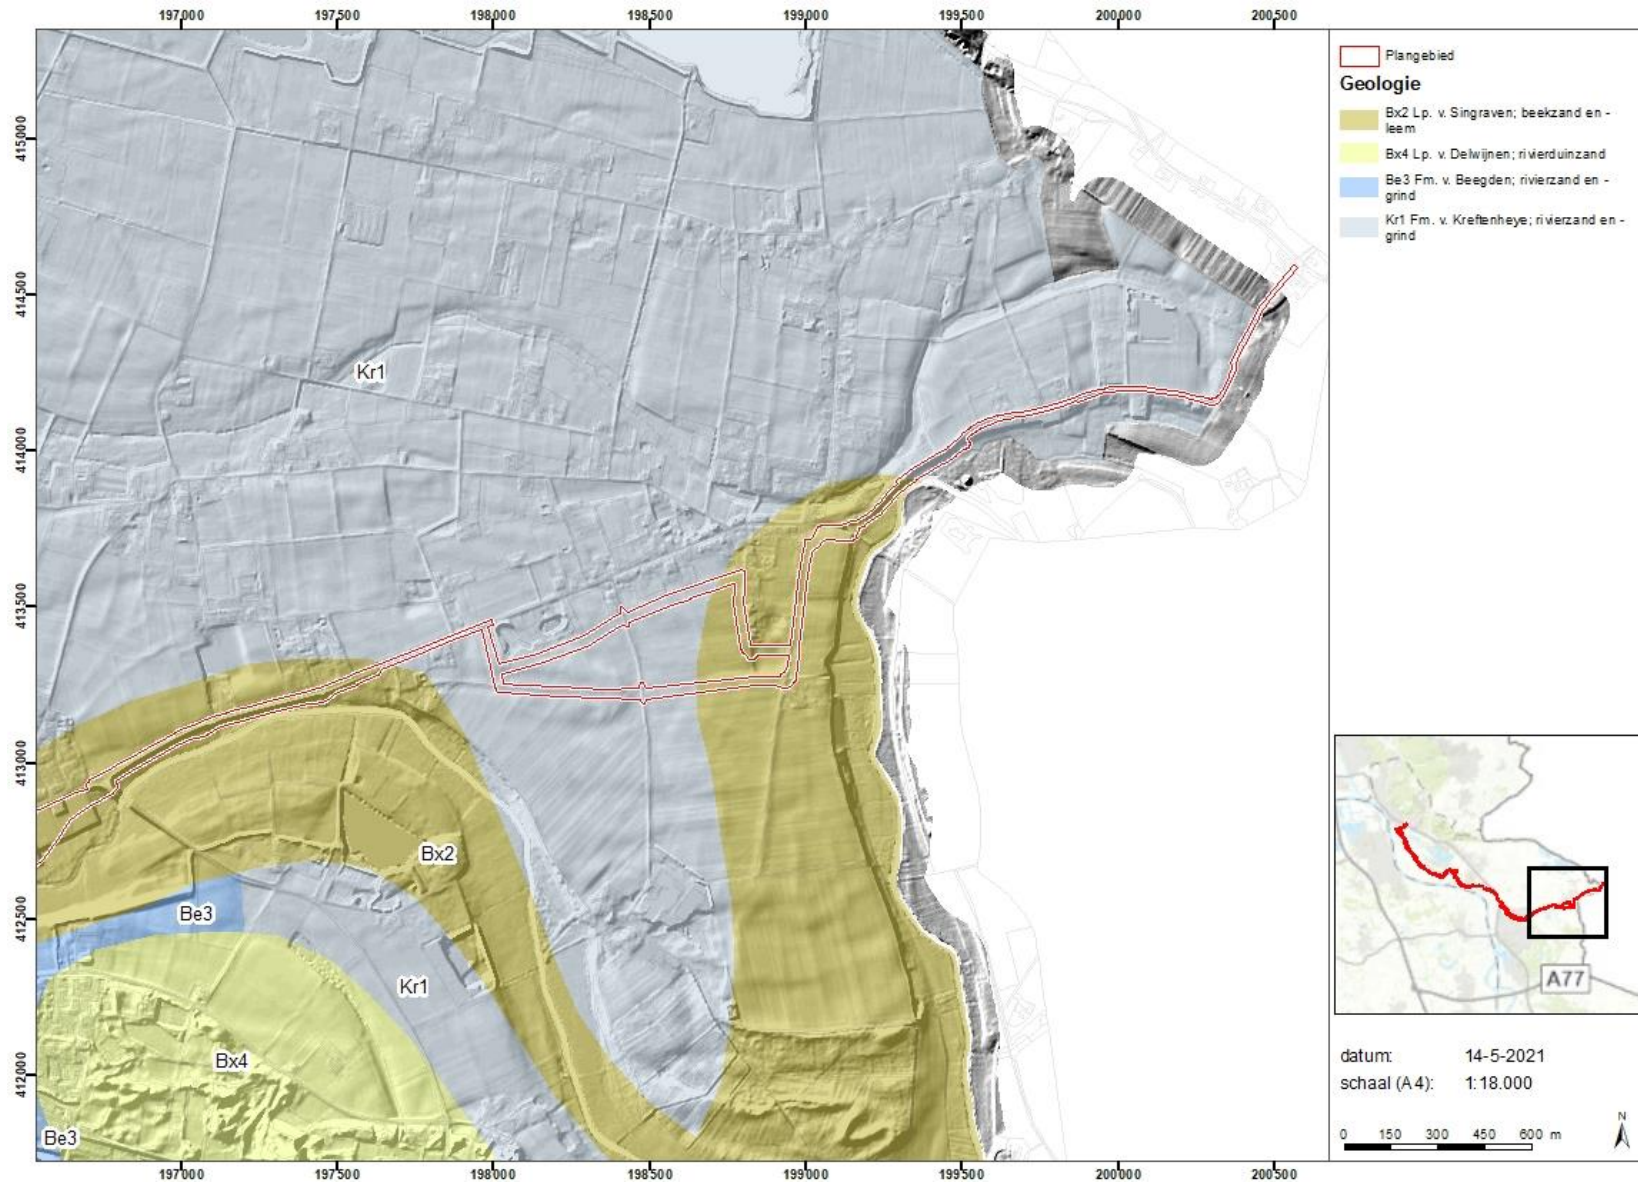 197000 197500 198000 198500 199000 199500 200000 200500
415000
414500
414000
413500
413000
412500
412000
Kr1
Bx2
Be3
Kr1
Bx4
Be3
197000 197500 198000 198500 199000 199500 200000 200500
Plangebied
Geologie
Bx2 Lp. v. Singraven; beekzand en -
leem
Bx4 Lp. v. Delwijnen; rivierduinzand
Be3 Fm. v. Beegden; rivierzand en -
grind
Kr1 Fm. v. Kreftenheye; rivierzand en -
grind
A77
datum: 14-5-2021
schaal (A4): 1:18.000
N
0 150 300 450 600 m